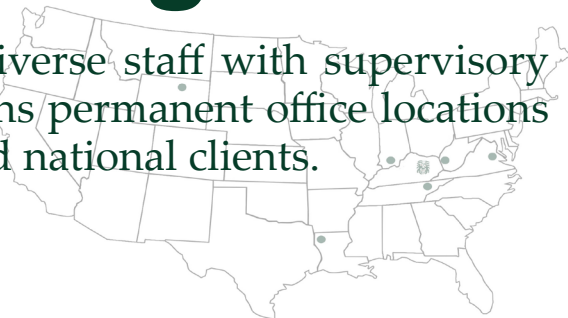 iverse staff with supervisory
ns permanent office locations
d national clients.